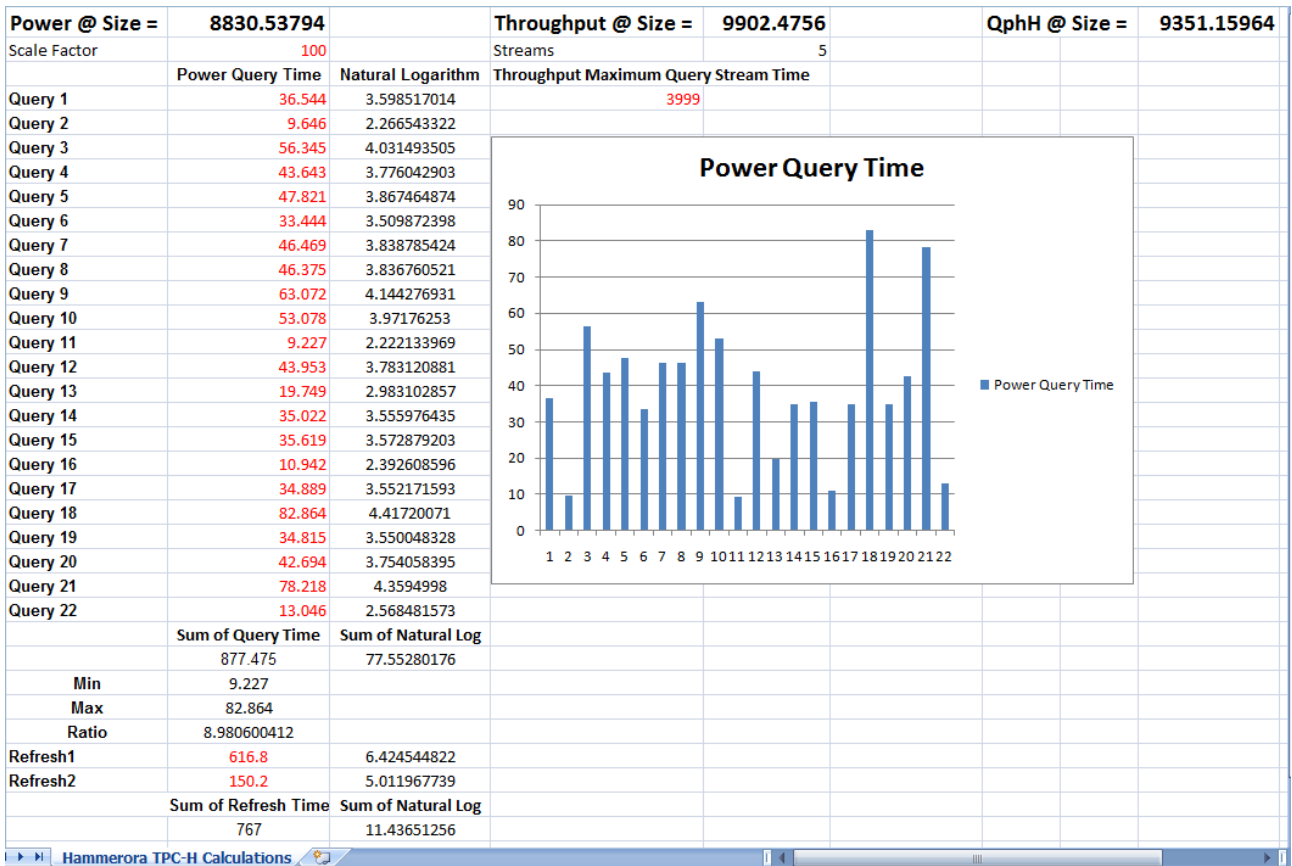 Power @ Size = 8830.53794 Throughput @ Size = 9902.4756 QphH @ Size = 9351.15964
Scale Factor 100 Streams 5
Power Query Time Natural Logarithm Throughput Maximum Query Stream Time
Query 1 36.544 3.598517014 3999
Query 2 9.646 2.266543322
Query 3 56.345 4.031493505
Query 4 43.643 3.776042903
Query 5 47.821 3.867464874
Query 6 33.444 3.509872398
Query 7 46.469 3.838785424
Query 8 46.375 3.836760521
Query 9 63.072 4.144276931
Query 10 53.078 3.97176253
Query 11 9.227 2.222133969
Query 12 43.953 3.783120881
Query 13 19.749 2.983102857
Query 14 35.022 3.555976435
Query 15 35.619 3.572879203
Query 16 10.942 2.392608596
Query 17 34.889 3.552171593
Query 18 82.864 4.41720071
Query 19 34.815 3.550048328
Query 20 42.694 3.754058395
Query 21 78.218 4.3594998
Query 22 13.046 2.568481573
Sum of Query Time Sum of Natural Log
877.475 77.55280176
Min 9.227
Max 82.864
Ratio 8.980600412
Refresh1 616.8 6.424544822
Refresh2 150.2 5.011967739
Sum of Refresh Time Sum of Natural Log
767 11.43651256
Power Query Time
90
80
70
60
50
40
30
20
10
0
1 2 3 4 5 6 7 8 9 10 11 12 13 14 15 16 17 18 19 20 21 22
Power Query Time
Hammerora TPC-H Calculations